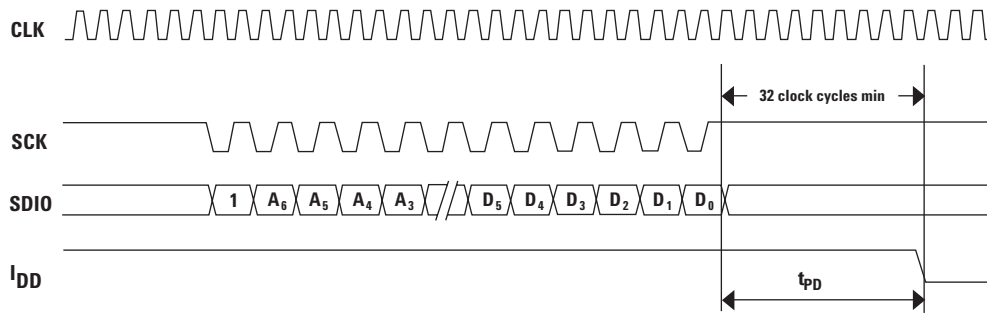 CLK
32 clock cycles min
SCK
SDIO 1 A6 A5 A4 A3 D5 D4 D3 D2 D1 D0
IDD
tPD